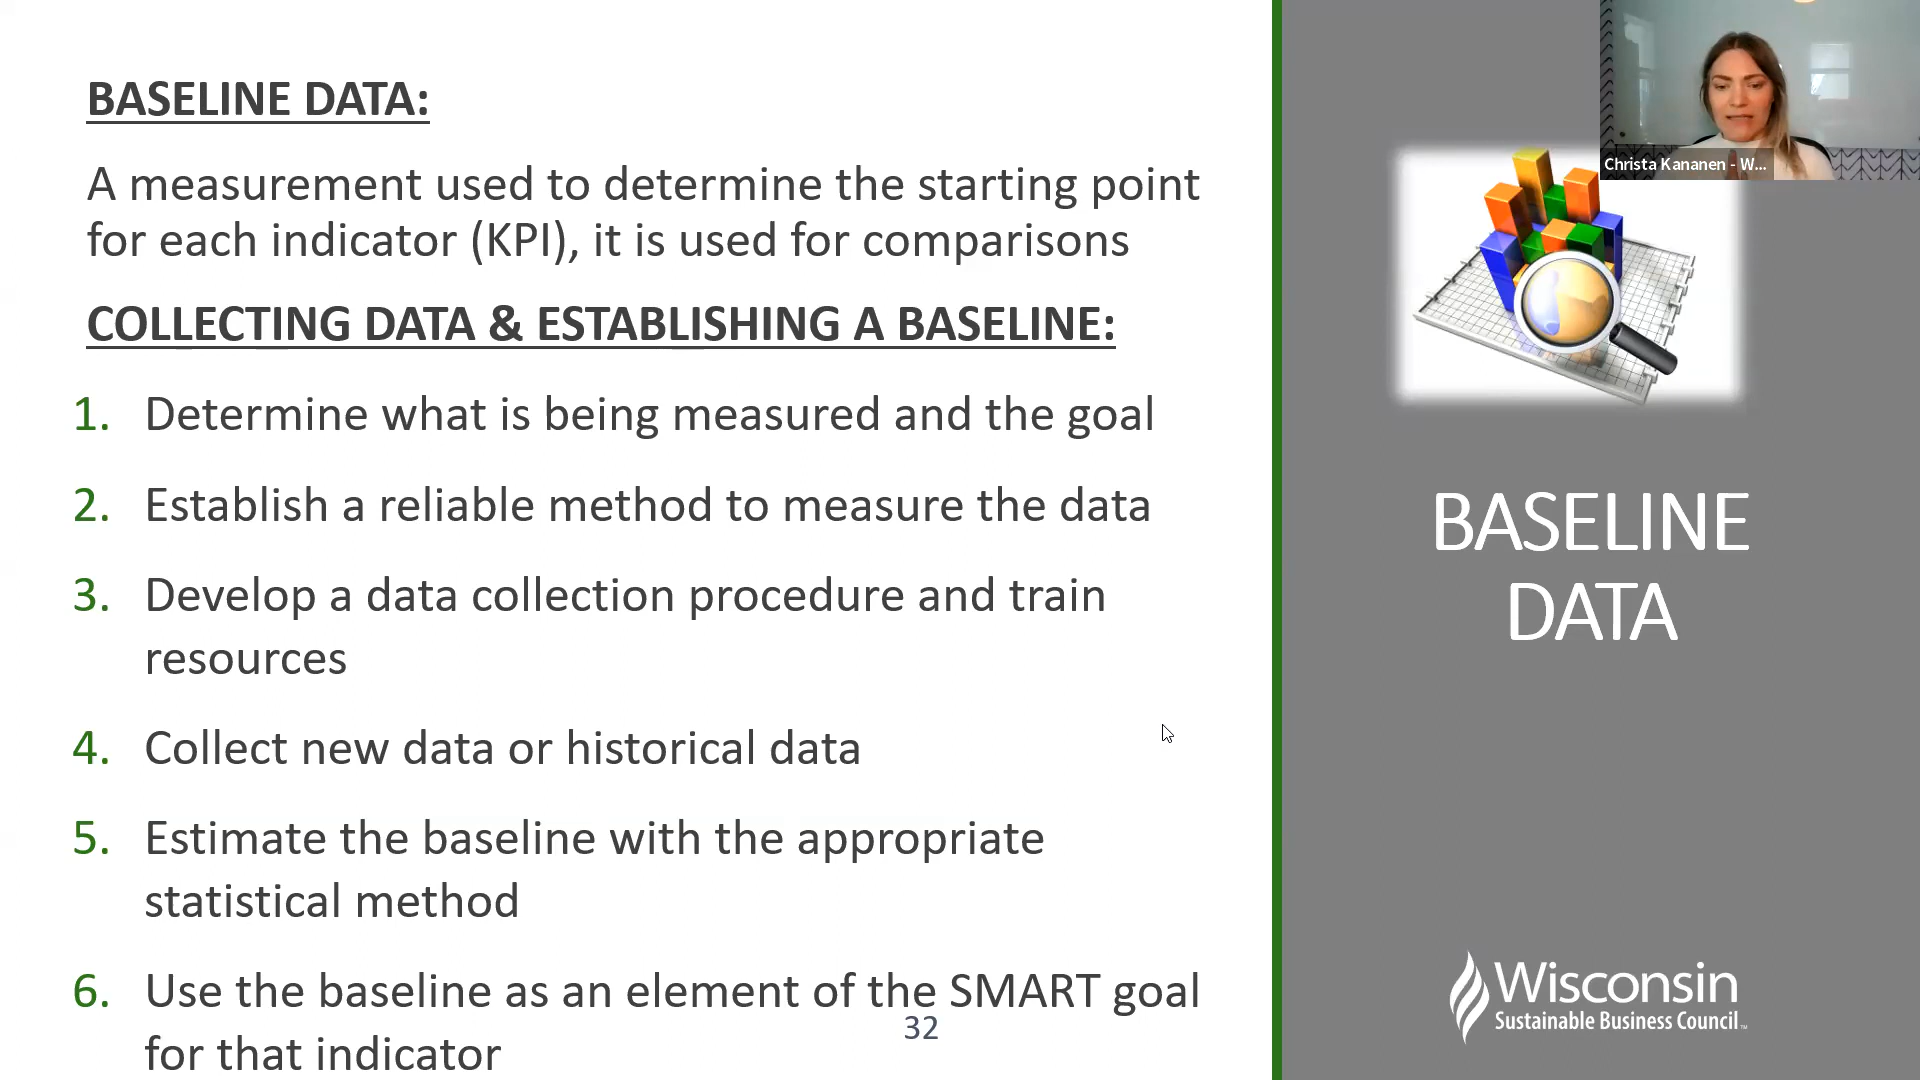 BASELINE DATA:
A measurement used to determine the starting point
for each indicator (KPI), it is used for comparisons
COLLECTING DATA & ESTABLISHING A BASELINE:
1. Determine what is being measured and the goal
2. Establish a reliable method to measure the data
3. Develop a data collection procedure and train
resources
4. Collect new data or historical data
5. Estimate the baseline with the appropriate
statistical method
6. Use the baseline as an element of the SMART goal
for that indicator
32
Christa Kananen - W...
BASELINE
DATA
Wisconsin
Sustainable Business Council™